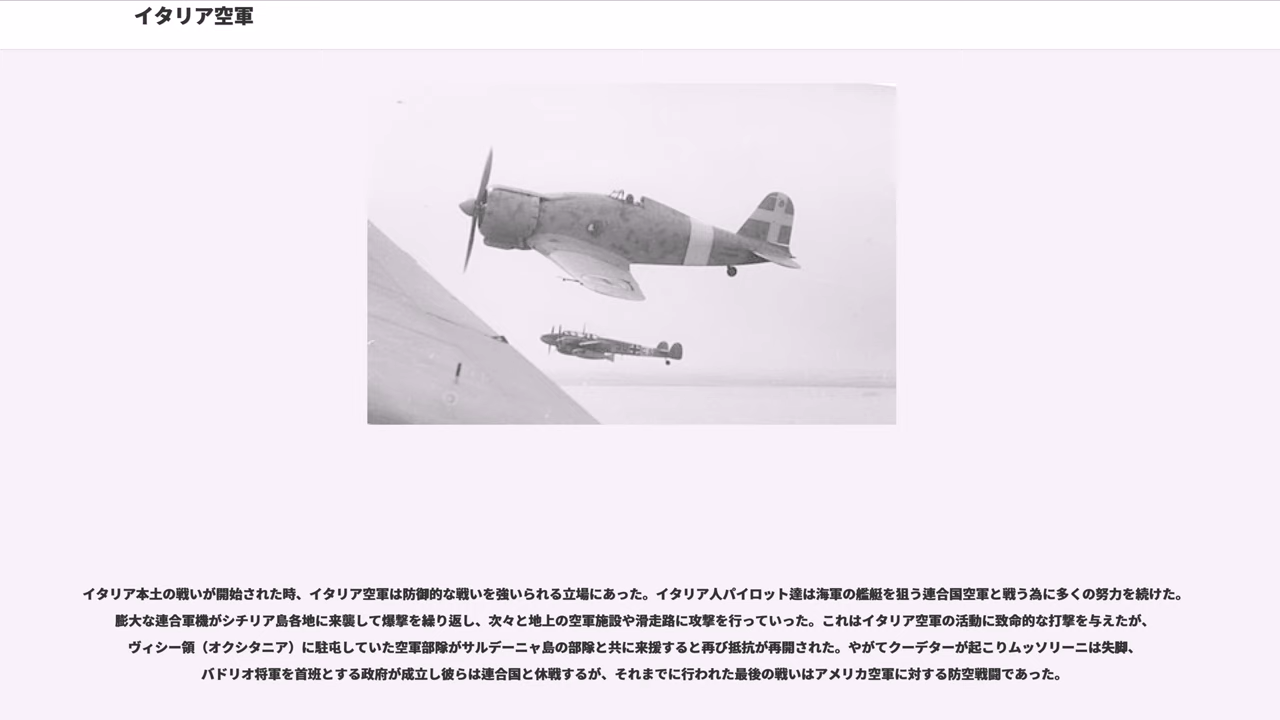 イタリア空軍
イタリア本土の戦いが開始された時、イタリア空軍は防御的な戦いを強いられる立場にあった。イタリア人パイロット達は海軍の艦艇を狙う連合国空軍と戦う為に多くの努力を続けた。
膨大な連合軍機がシチリア島各地に来襲して爆撃を繰り返し、次々と地上の空軍施設や滑走路に攻撃を行っていった。これはイタリア空軍の活動に致命的な打撃を与えたが、
ヴィシー領（オクシタニア）に駐屯していた空軍部隊がサルデーニャ島の部隊と共に来援すると再び抵抗が再開された。やがてクーデターが起こりムッソリーニは失脚、
バドリオ将軍を首班とする政府が成立し彼らは連合国と休戦するが、それまでに行われた最後の戦いはアメリカ空軍に対する防空戦闘であった。